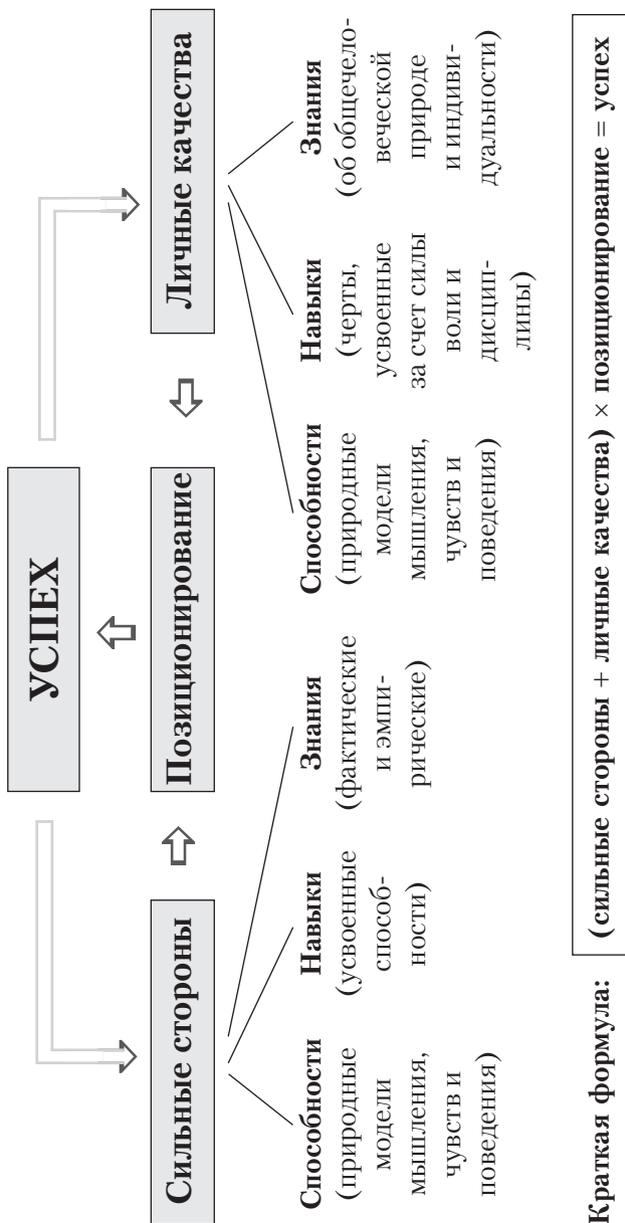 УСПЕХ
Сильные стороны
Позиционирование
Личные качества
Способности
(природные
модели
мышления,
чувств и
поведения)
Навыки
(усвоенные
способ-
ности)
Знания
(фактические
и эмпи-
рические)
Способности
(природные
модели
мышления,
чувств и
поведения)
Навыки
(черты,
усвоенные
за счет силы
воли и
дисцип-
лины)
Знания
(об общечело-
веческой
природе
и индиви-
дуальности)
Краткая формула:
(сильные стороны + личные качества) × позиционирование = успех